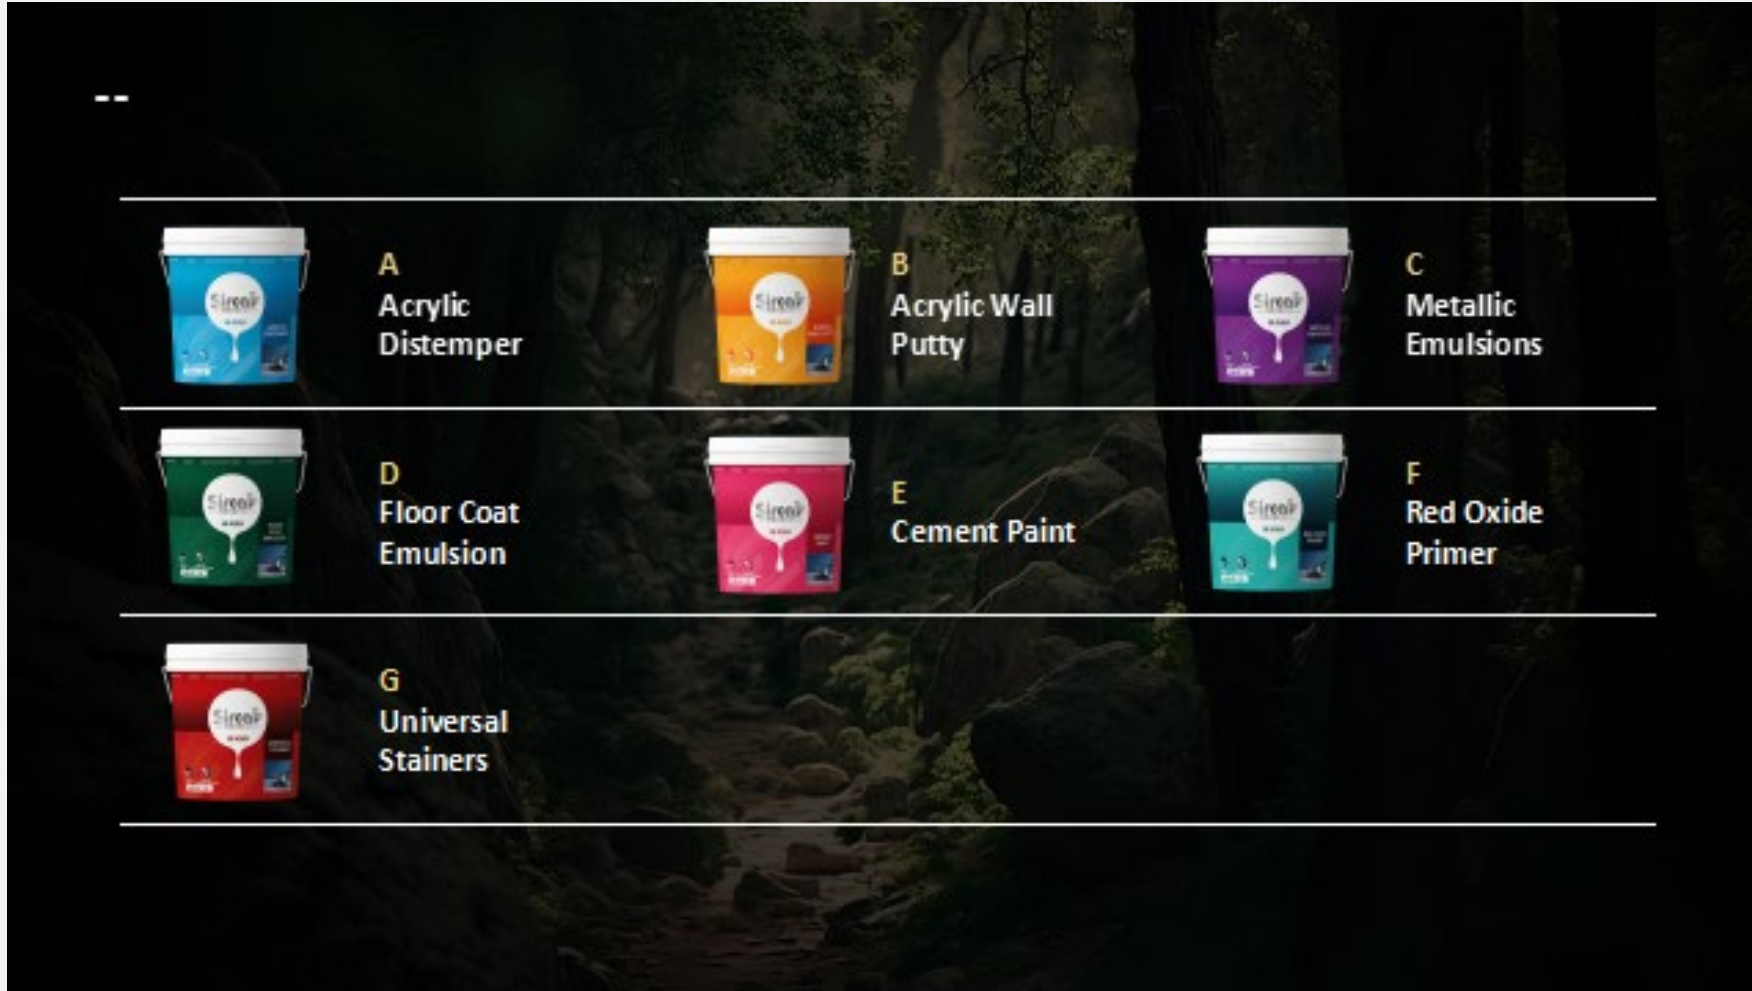 --
A
Acrylic
Distemper
B
Acrylic Wall
Putty
C
Metallic
Emulsions
D
Floor Coat
Emulsion
E
Cement Paint
F
Red Oxide
Primer
G
Universal
Stainers